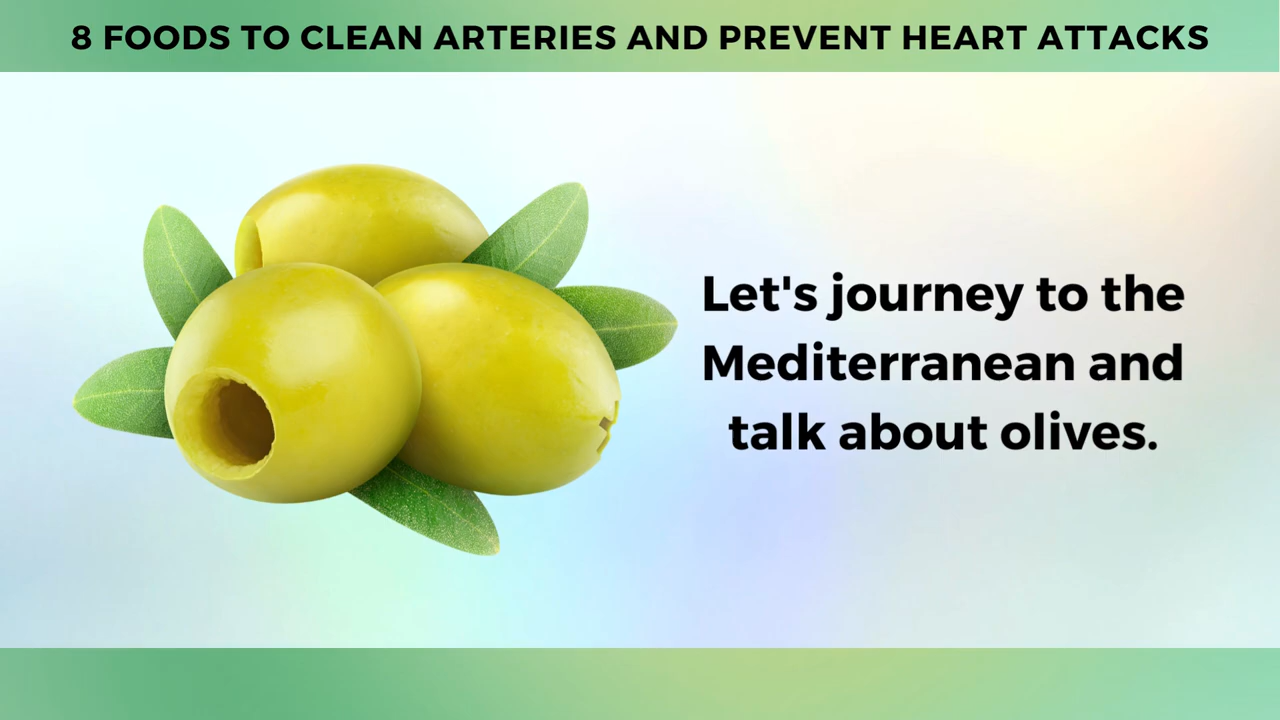 8 FOODS TO CLEAN ARTERIES AND PREVENT HEART ATTACKS
Let's journey to the
Mediterranean and
talk about olives.